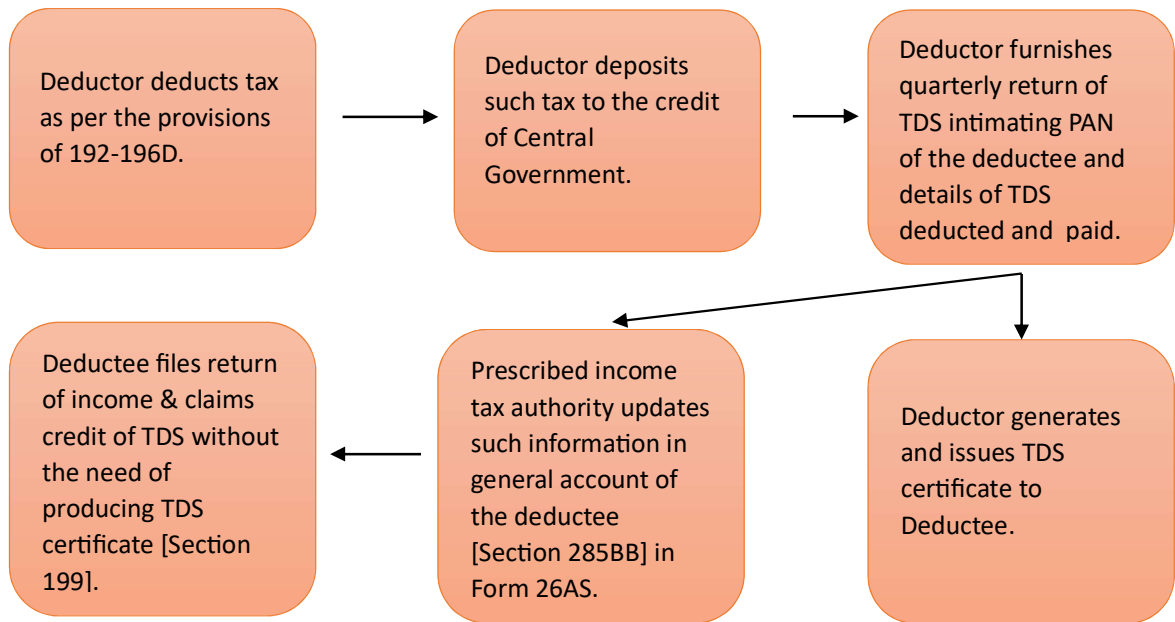 Deductor deducts tax
as per the provisions
of 192-196D.
Deductor deposits
such tax to the credit
of Central
Government.
Deductor furnishes
quarterly return of
TDS intimating PAN
of the deductee and
details of TDS
deducted and paid.
Deductee files return
of income & claims
credit of TDS without
the need of
producing TDS
certificate [Section
199].
Prescribed income
tax authority updates
such information in
general account of
the deductee
[Section 285BB] in
Form 26AS.
Deductor generates
and issues TDS
certificate to
Deductee.